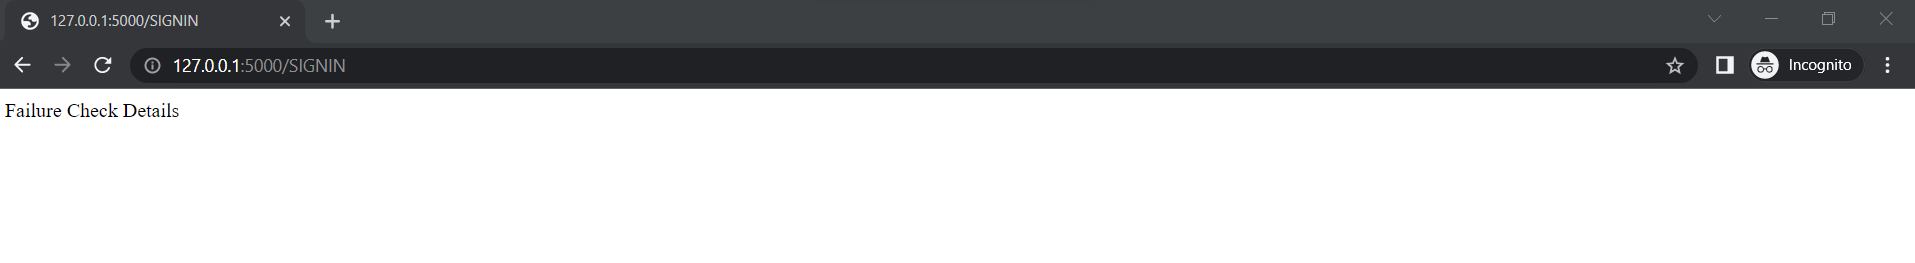 127.0.0.1:5000/SIGNIN
127.0.0.1:5000/SIGNIN
Incognito
Failure Check Details